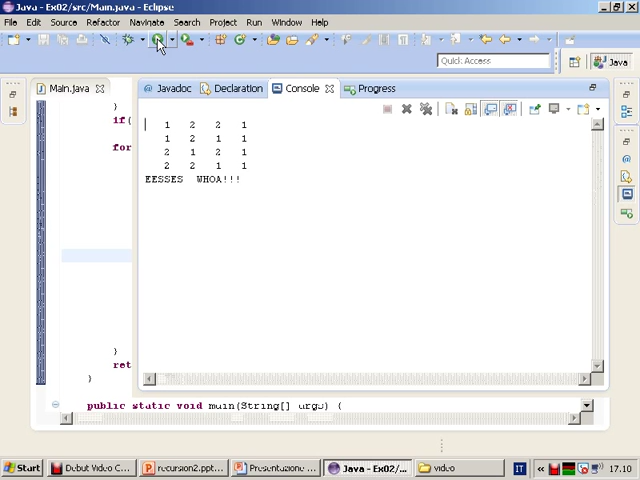 Java - Ex02/src/Main.java - Eclipse
File Edit Source Refactor Navigate Search Project Run Window Help
Quick Access
Java
Main.java
@ Javadoc Declaration Console Progress
}
if(
for
1 2 2 1
1 2 1 1
2 1 2 1
2 2 1 1
EESSES WHOA!!!
}
ret
}
public static void main(String[] args) {
Start
Debut Video C...
recursion2.ppt...
Presentazione ...
Java - Ex02/...
video
IT
«
17.10